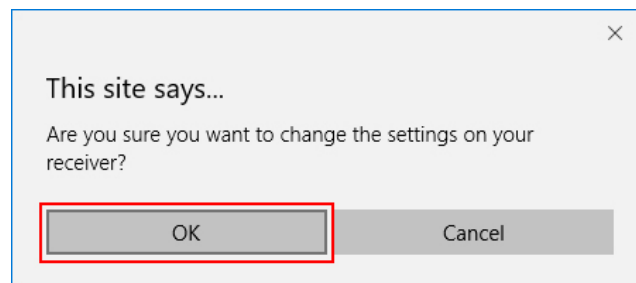 This site says...
Are you sure you want to change the settings on your
receiver?
OK
Cancel